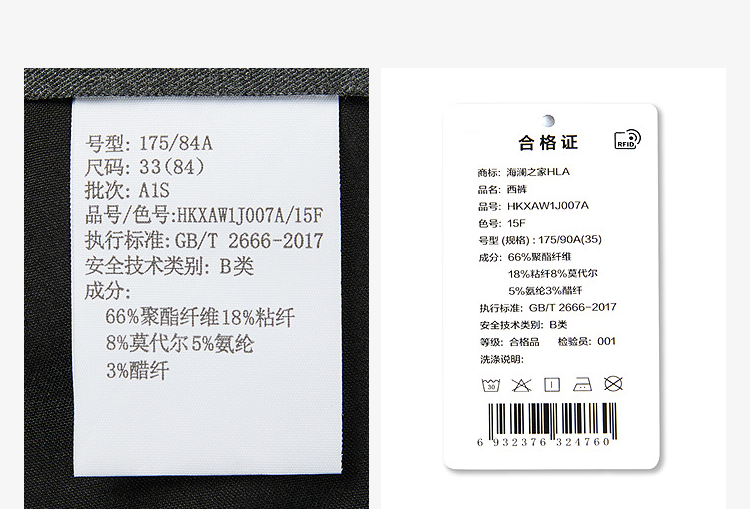 号型: 175/84A
尺码: 33(84)
批次: A1S
品号/色号:HKXAW1J007A/15F
执行标准: GB/T 2666-2017
安全技术类别: B类
成分:
66%聚酯纤维18%粘纤
8%莫代尔5%氨纶
3%醋纤
合格证
RFID
商标: 海澜之家HLA
品名: 西裤
品号: HKXAW1J007A
色号: 15F
号型 (规格) : 175/90A(35)
成分: 66%聚酯纤维
18%粘纤8%莫代尔
5%氨纶3%醋纤
执行标准: GB/T 2666-2017
安全技术类别: B类
等级: 合格品 检验员: 001
洗涤说明:
30
6 932376 324760